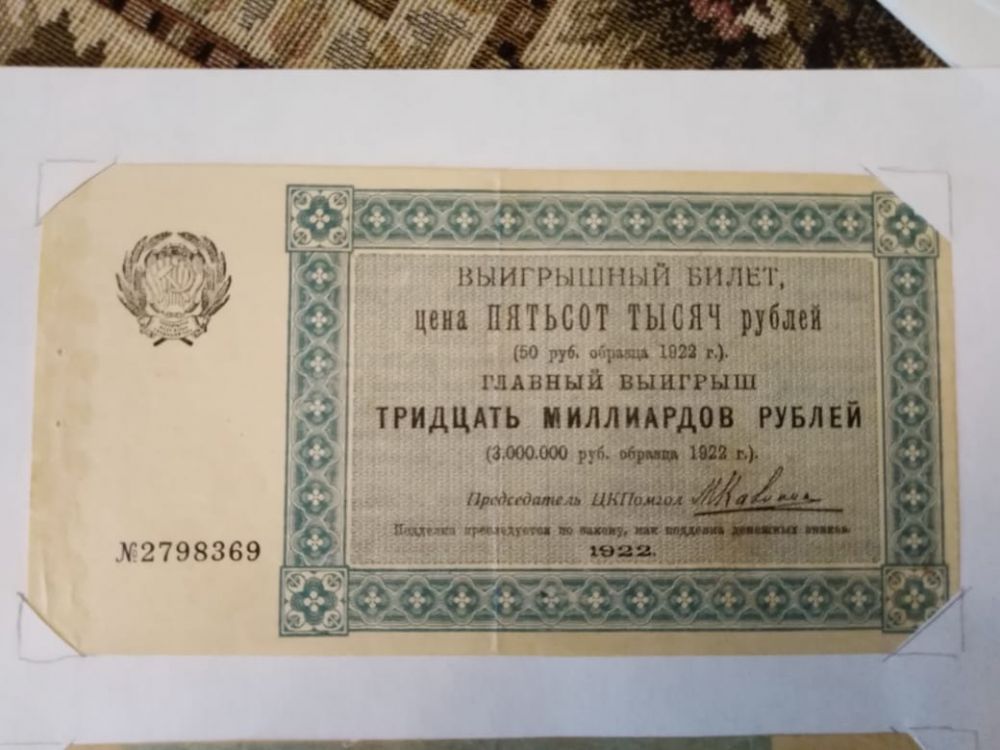 ВЫИГРЫШНЫЙ БИЛЕТ,
цена ПЯТЬСОТ ТЫСЯЧ рублей
(50 руб. образца 1922 г.).
ГЛАВНЫЙ ВЫИГРЫШ
ТРИДЦАТЬ МИЛЛИАРДОВ РУБЛЕЙ
(3.000.000 руб. образца 1922 г.).
Председатель ЦКПомгол
Подделка преследуется по закону, как подделка денежных знаков.
1922.
№2798369